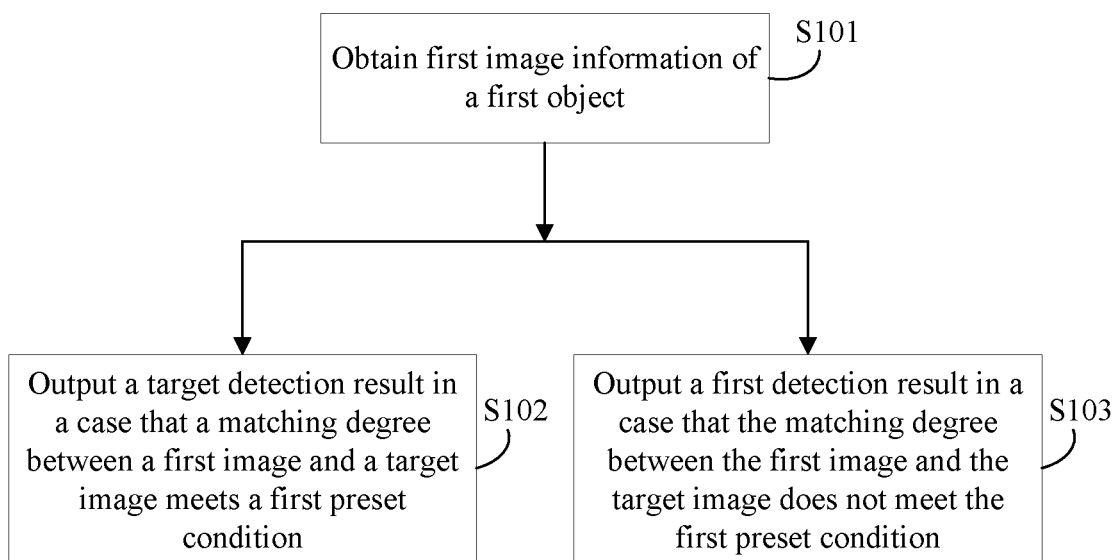 S101
Obtain first image information of
a first object
Output a target detection result in
a case that a matching degree
between a first image and a target
image meets a first preset
condition
S102
Output a first detection result in a
case that the matching degree
between the first image and the
target image does not meet the
first preset condition
S103